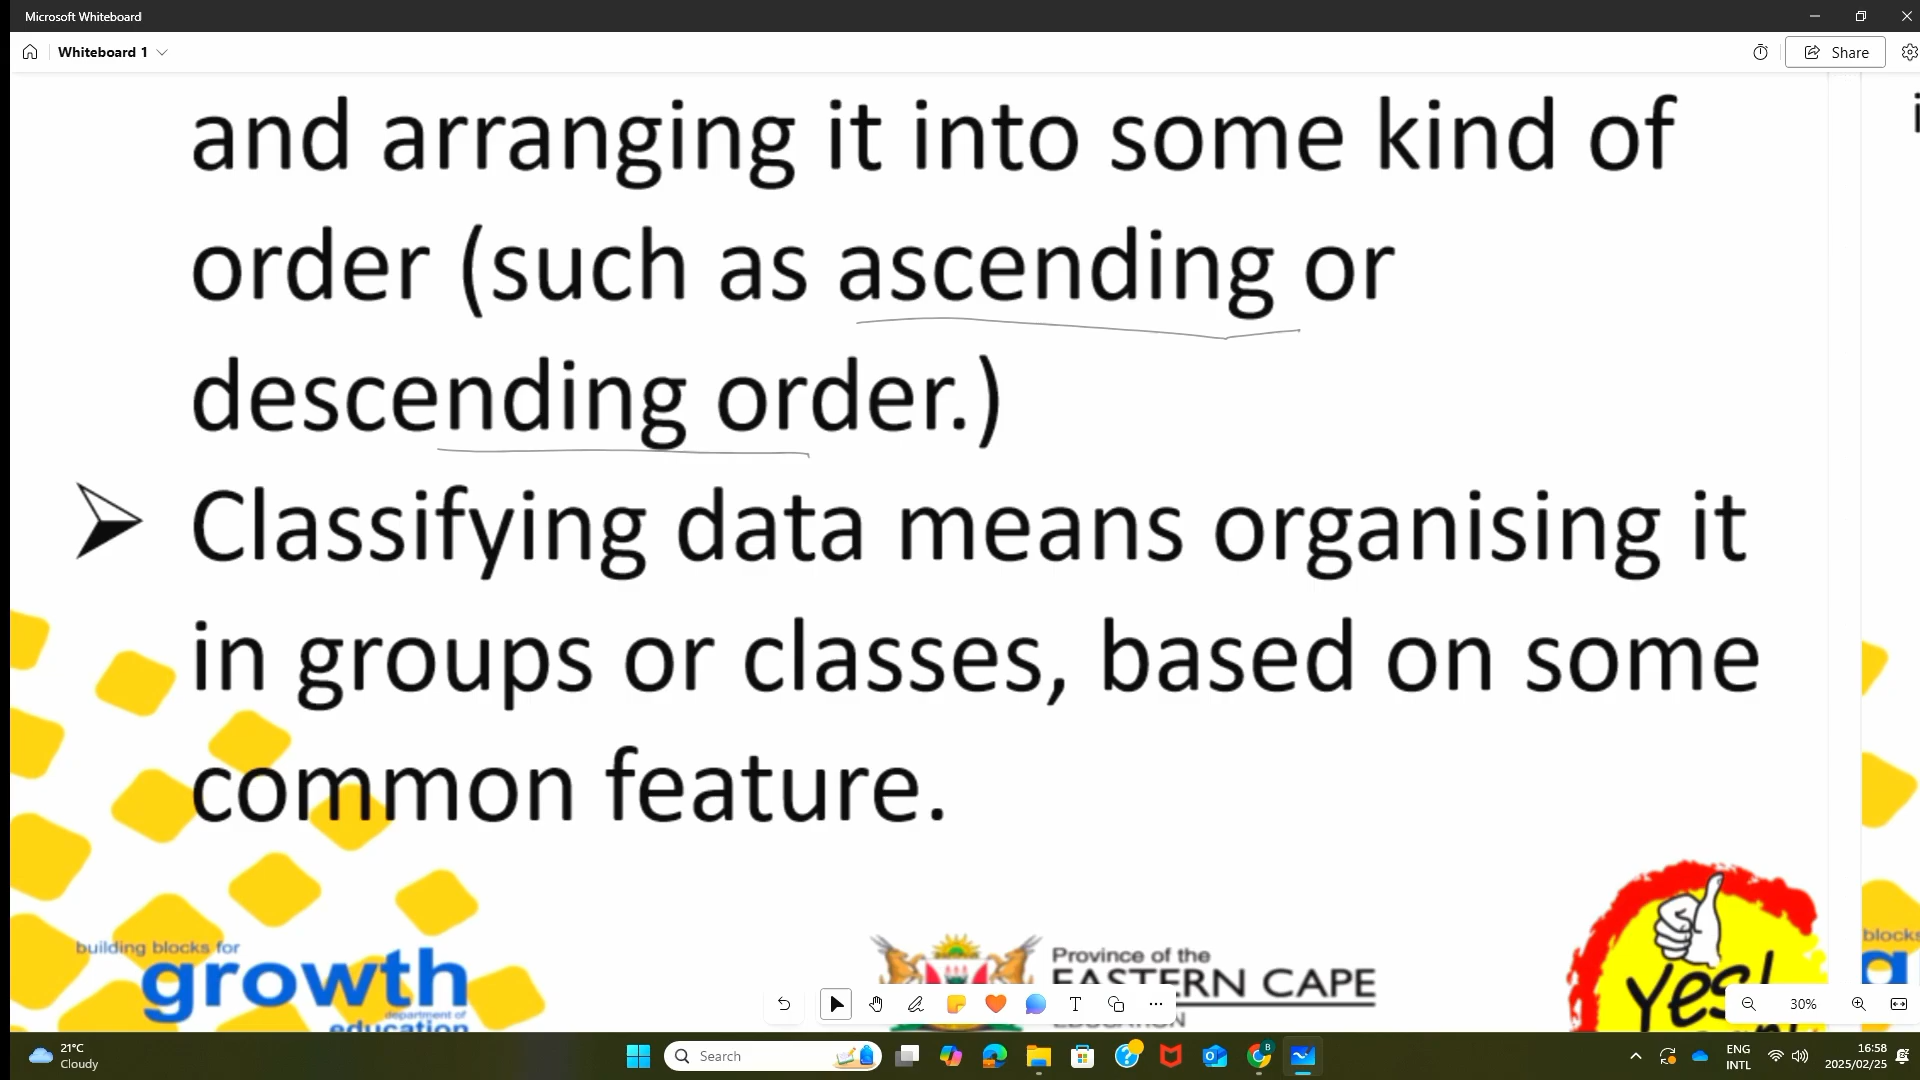 Microsoft Whiteboard
Whiteboard 1
Share
and arranging it into some kind of
order (such as ascending or
descending order.)
Classifying data means organising it
in groups or classes, based on some
common feature.
building blocks for
growth
department of
education
Province of the
EASTERN CAPE
EDUCATION
Yes!
blocks
30%
21°C
Cloudy
Search
ENG
INTL
16:58
2025/02/25